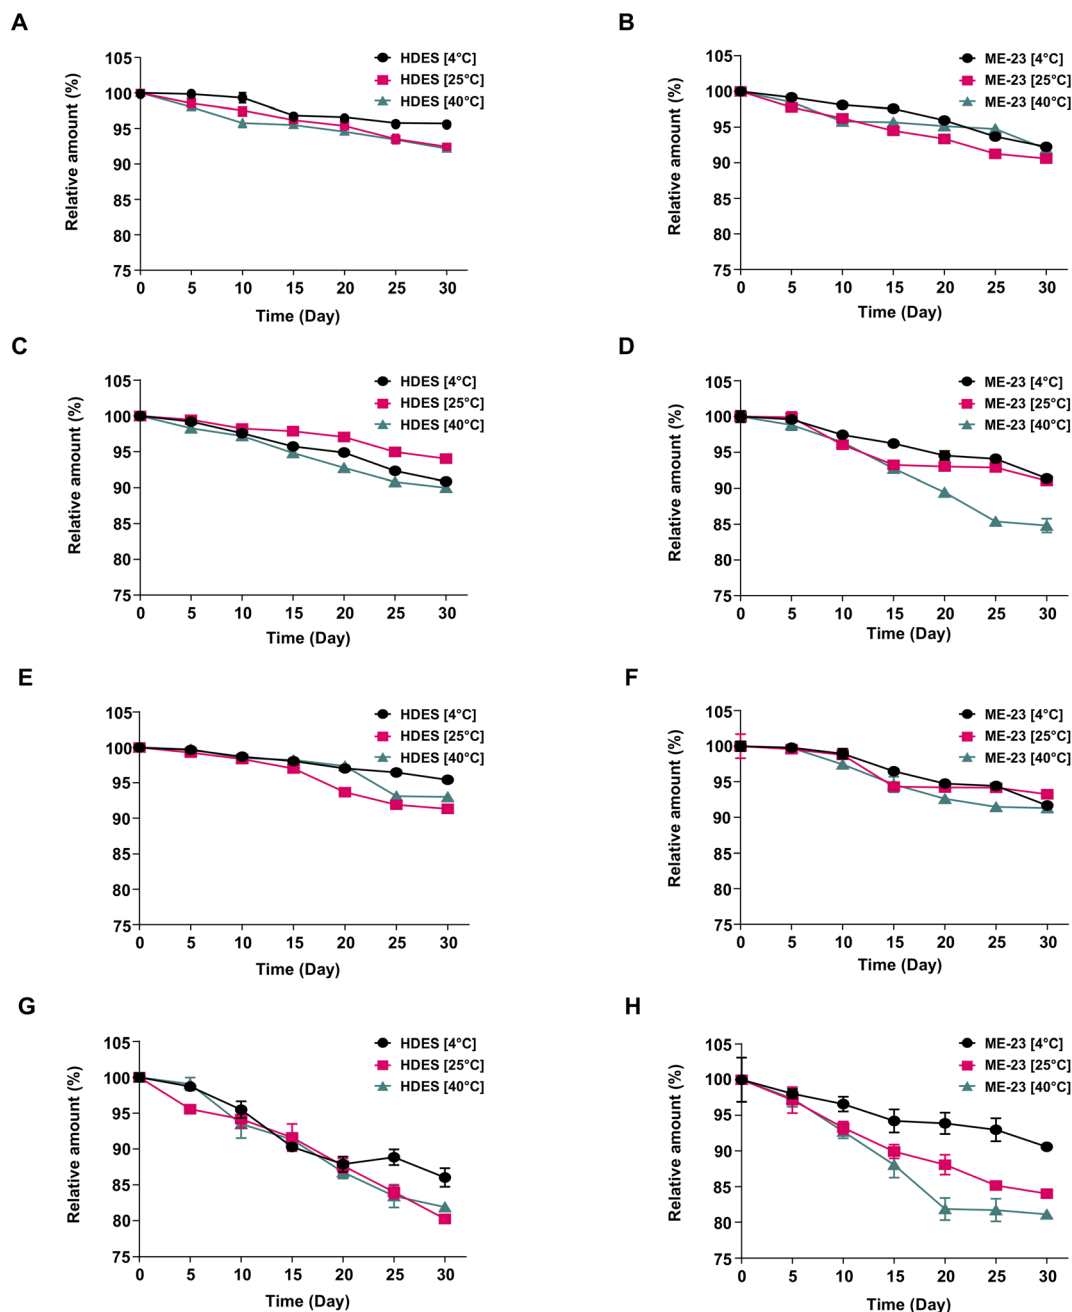 A
B
105
100
95
90
85
80
75
Relative amount (%)
0 5 10 15 20 25 30
Time (Day)
HDES [4°C]
HDES [25°C]
HDES [40°C]
105
100
95
90
85
80
75
Relative amount (%)
0 5 10 15 20 25 30
Time (Day)
ME-23 [4°C]
ME-23 [25°C]
ME-23 [40°C]
C
D
105
100
95
90
85
80
75
Relative amount (%)
0 5 10 15 20 25 30
Time (Day)
HDES [4°C]
HDES [25°C]
HDES [40°C]
105
100
95
90
85
80
75
Relative amount (%)
0 5 10 15 20 25 30
Time (Day)
ME-23 [4°C]
ME-23 [25°C]
ME-23 [40°C]
E
F
105
100
95
90
85
80
75
Relative amount (%)
0 5 10 15 20 25 30
Time (Day)
HDES [4°C]
HDES [25°C]
HDES [40°C]
105
100
95
90
85
80
75
Relative amount (%)
0 5 10 15 20 25 30
Time (Day)
ME-23 [4°C]
ME-23 [25°C]
ME-23 [40°C]
G
H
105
100
95
90
85
80
75
Relative amount (%)
0 5 10 15 20 25 30
Time (Day)
HDES [4°C]
HDES [25°C]
HDES [40°C]
105
100
95
90
85
80
75
Relative amount (%)
0 5 10 15 20 25 30
Time (Day)
ME-23 [4°C]
ME-23 [25°C]
ME-23 [40°C]